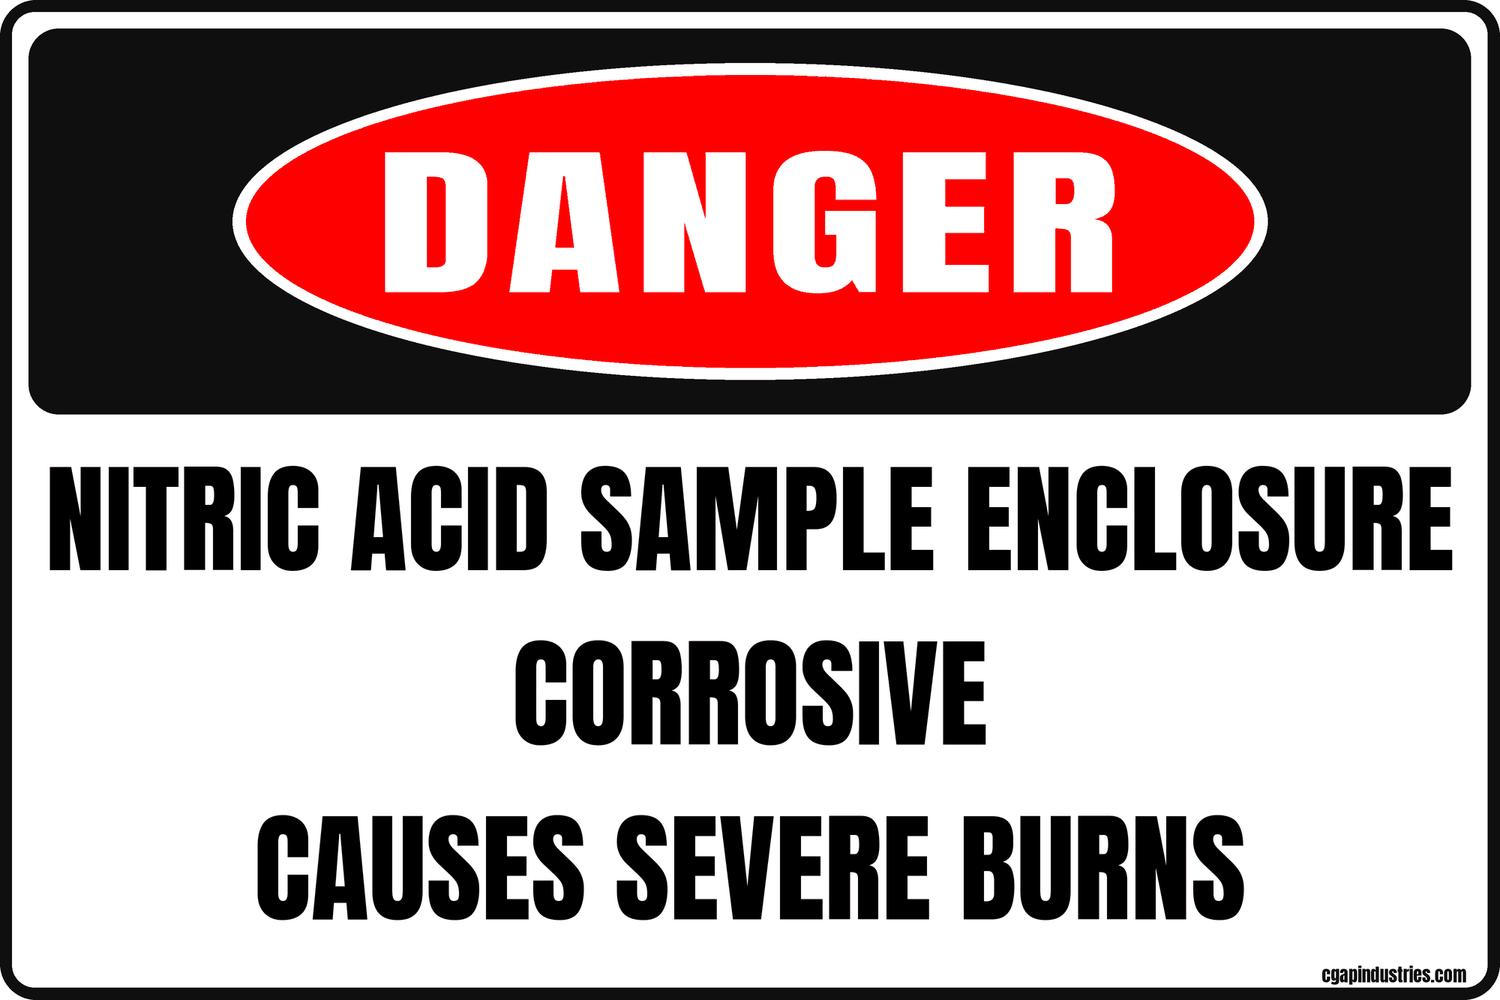 DANGER
NITRIC ACID SAMPLE ENCLOSURE
CORROSIVE
CAUSES SEVERE BURNS
cgapindustries.com